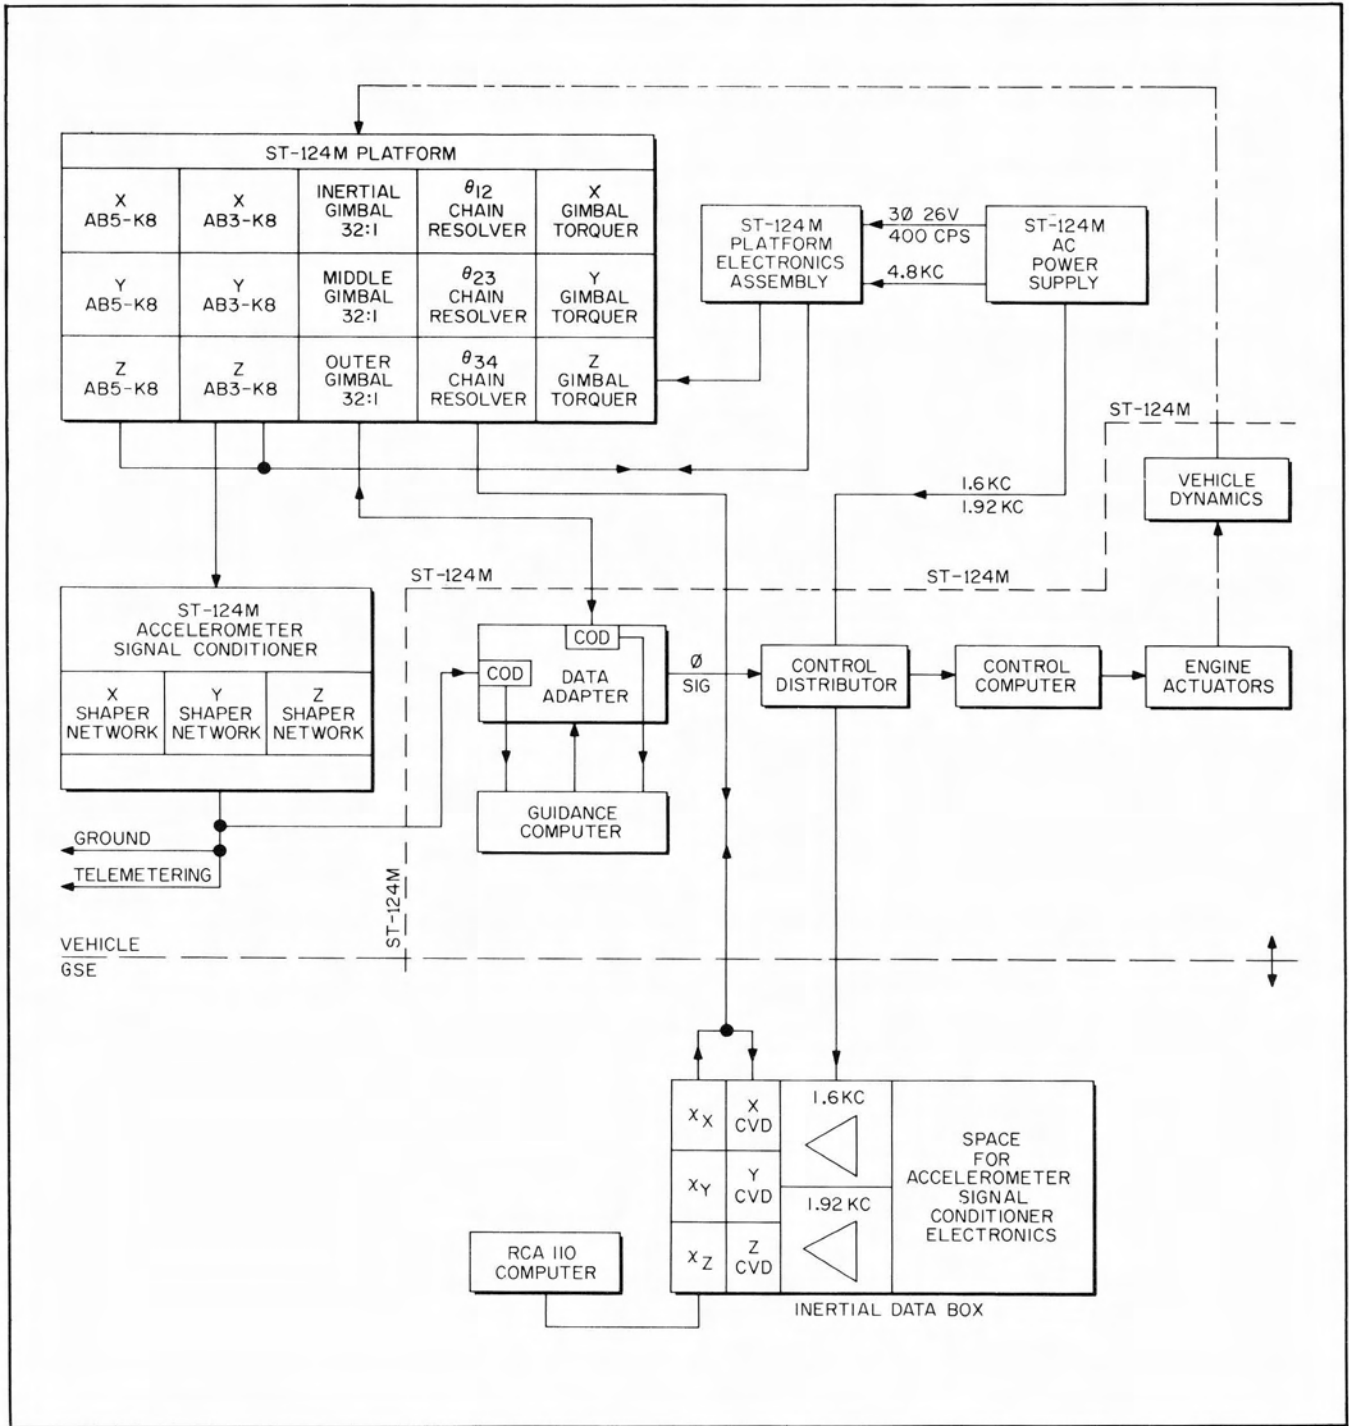 ST-124M PLATFORM
X
AB5-K8
X
AB3-K8
INERTIAL
GIMBAL
32:1
θ12
CHAIN
RESOLVER
X
GIMBAL
TORQUER
Y
AB5-K8
Y
AB3-K8
MIDDLE
GIMBAL
32:1
θ23
CHAIN
RESOLVER
Y
GIMBAL
TORQUER
Z
AB5-K8
Z
AB3-K8
OUTER
GIMBAL
32:1
θ34
CHAIN
RESOLVER
Z
GIMBAL
TORQUER
ST-124M
PLATFORM
ELECTRONICS
ASSEMBLY
3Ø 26V
400 CPS
4.8KC
ST-124M
AC
POWER
SUPPLY
ST-124M
1.6KC
1.92KC
VEHICLE
DYNAMICS
ST-124M
ST-124M
ST-124M
ACCELEROMETER
SIGNAL CONDITIONER
X
SHAPER
NETWORK
Y
SHAPER
NETWORK
Z
SHAPER
NETWORK
COD
COD
DATA
ADAPTER
Ø
SIG
CONTROL
DISTRIBUTOR
CONTROL
COMPUTER
ENGINE
ACTUATORS
GUIDANCE
COMPUTER
GROUND
TELEMETERING
ST-124M
VEHICLE
GSE
χX
X
CVD
χY
Y
CVD
χZ
Z
CVD
1.6KC
1.92KC
SPACE
FOR
ACCELEROMETER
SIGNAL
CONDITIONER
ELECTRONICS
RCA 110
COMPUTER
INERTIAL DATA BOX